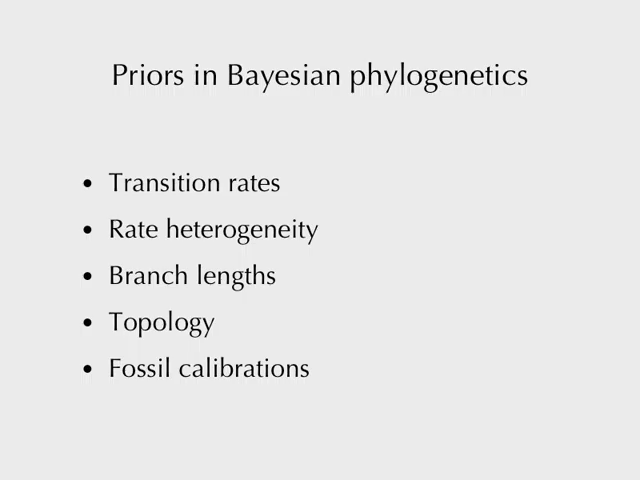 Priors in Bayesian phylogenetics
• Transition rates
• Rate heterogeneity
• Branch lengths
• Topology
• Fossil calibrations